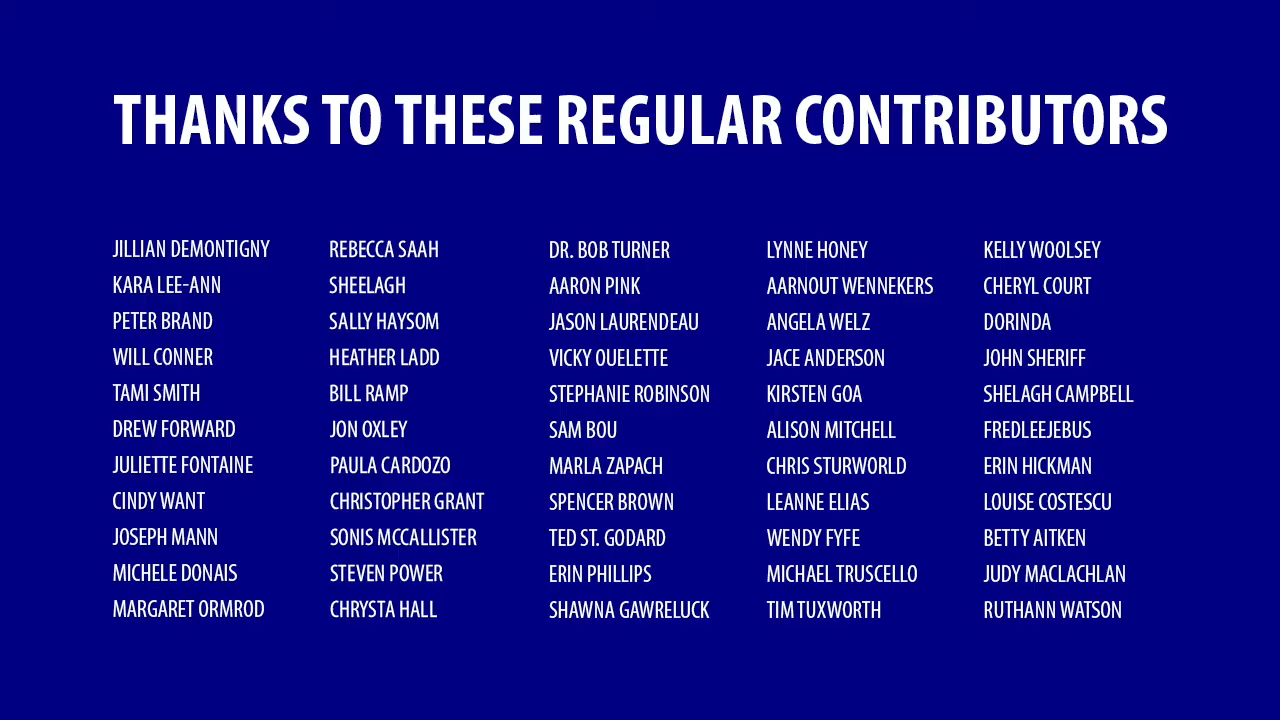 THANKS TO THESE REGULAR CONTRIBUTORS
JILLIAN DEMONTIGNY
KARA LEE-ANN
PETER BRAND
WILL CONNER
TAMI SMITH
DREW FORWARD
JULIETTE FONTAINE
CINDY WANT
JOSEPH MANN
MICHELE DONAIS
MARGARET ORMROD
REBECCA SAAH
SHEELAGH
SALLY HAYSOM
HEATHER LADD
BILL RAMP
JON OXLEY
PAULA CARDOZO
CHRISTOPHER GRANT
SONIS MCCALLISTER
STEVEN POWER
CHRYSTA HALL
DR. BOB TURNER
AARON PINK
JASON LAURENDEAU
VICKY OUELETTE
STEPHANIE ROBINSON
SAM BOU
MARLA ZAPACH
SPENCER BROWN
TED ST. GODARD
ERIN PHILLIPS
SHAWNA GAWRELUCK
LYNNE HONEY
AARNOUT WENNEKERS
ANGELA WELZ
JACE ANDERSON
KIRSTEN GOA
ALISON MITCHELL
CHRIS STURWORLD
LEANNE ELIAS
WENDY FYFE
MICHAEL TRUSCELLO
TIM TUXWORTH
KELLY WOOLSEY
CHERYL COURT
DORINDA
JOHN SHERIFF
SHELAGH CAMPBELL
FREDLEEJEBUS
ERIN HICKMAN
LOUISE COSTESCU
BETTY AITKEN
JUDY MACLACHLAN
RUTHANN WATSON